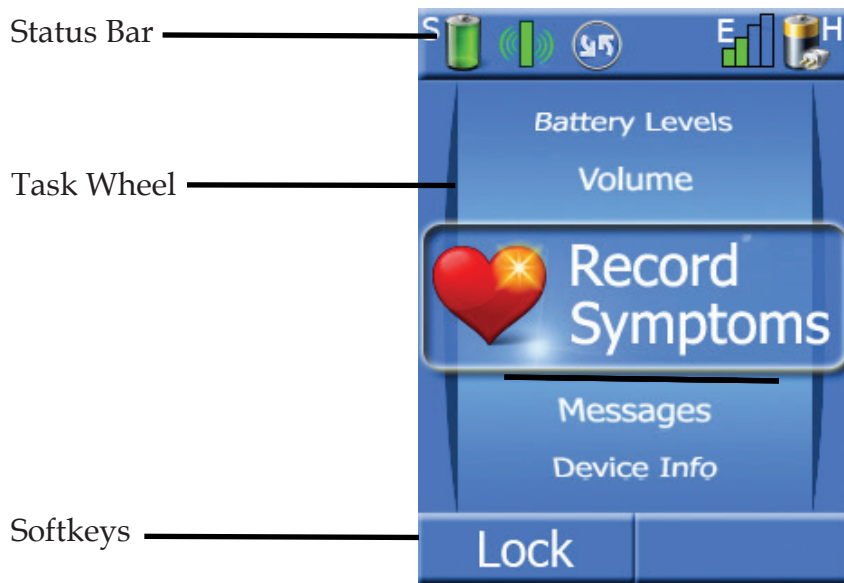 Status Bar
S E H
Battery Levels
Task Wheel
Volume
Record
Symptoms
Messages
Device Info
Softkeys
Lock